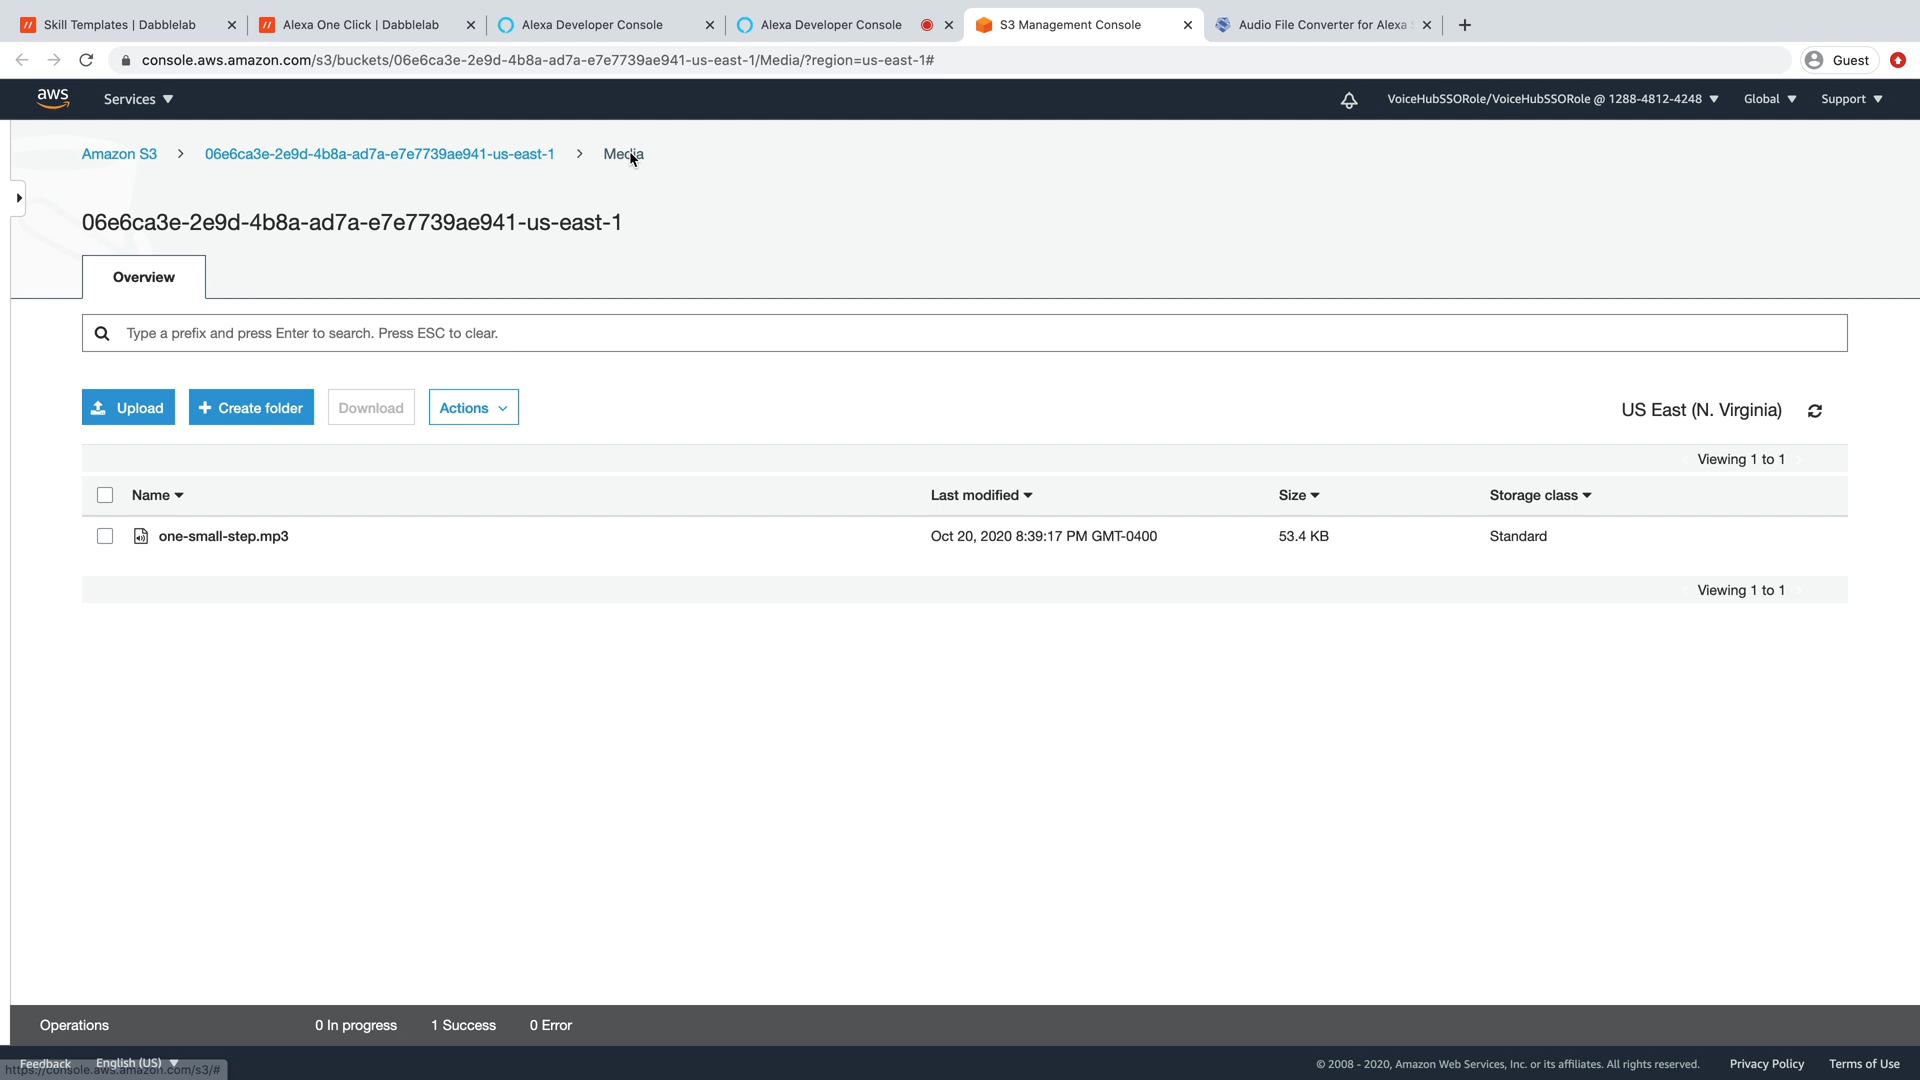 Skill Templates | Dabblelab
Alexa One Click | Dabblelab
Alexa Developer Console
Alexa Developer Console
S3 Management Console
Audio File Converter for Alexa
console.aws.amazon.com/s3/buckets/06e6ca3e-2e9d-4b8a-ad7a-e7e7739ae941-us-east-1/Media/?region=us-east-1#
Guest
aws
Services
VoiceHubSSORole/VoiceHubSSORole @ 1288-4812-4248
Global
Support
Amazon S3 > 06e6ca3e-2e9d-4b8a-ad7a-e7e7739ae941-us-east-1 > Media
06e6ca3e-2e9d-4b8a-ad7a-e7e7739ae941-us-east-1
Overview
Type a prefix and press Enter to search. Press ESC to clear.
Upload
+ Create folder
Download
Actions
US East (N. Virginia)
Viewing 1 to 1
Name
Last modified
Size
Storage class
one-small-step.mp3
Oct 20, 2020 8:39:17 PM GMT-0400
53.4 KB
Standard
Viewing 1 to 1
Operations
0 In progress
1 Success
0 Error
Feedback
English (US)
© 2008 - 2020, Amazon Web Services, Inc. or its affiliates. All rights reserved.
Privacy Policy
Terms of Use
https://console.aws.amazon.com/s3/#